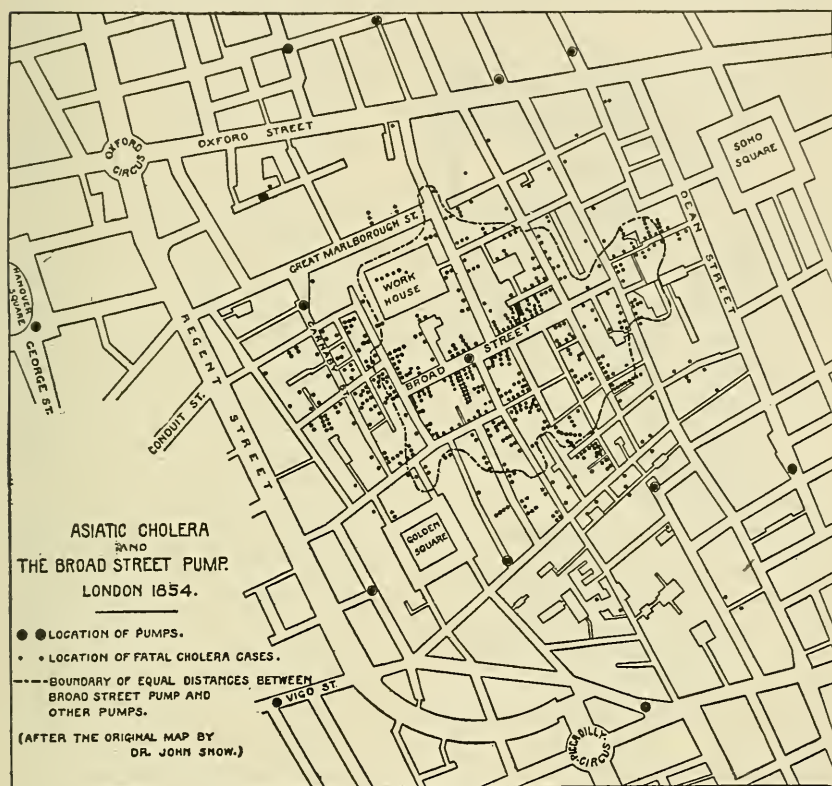 OXFORD STREET
OXFORD
CIRCUS
SOHO
SQUARE
DEAN STREET
GREAT MARLBOROUGH ST.
WORK
HOUSE
HANOVER
SQUARE
GEORGE ST.
REGENT STREET
CONDUIT ST.
CARNABY
BROAD STREET
GOLDEN
SQUARE
ASIATIC CHOLERA
AND
THE BROAD STREET PUMP.
LONDON 1854.
LOCATION OF PUMPS.
LOCATION OF FATAL CHOLERA CASES.
BOUNDARY OF EQUAL DISTANCES BETWEEN
BROAD STREET PUMP AND
OTHER PUMPS.
(AFTER THE ORIGINAL MAP BY
DR. JOHN SNOW.)
VIGO ST.
PICCADILLY
CIRCUS